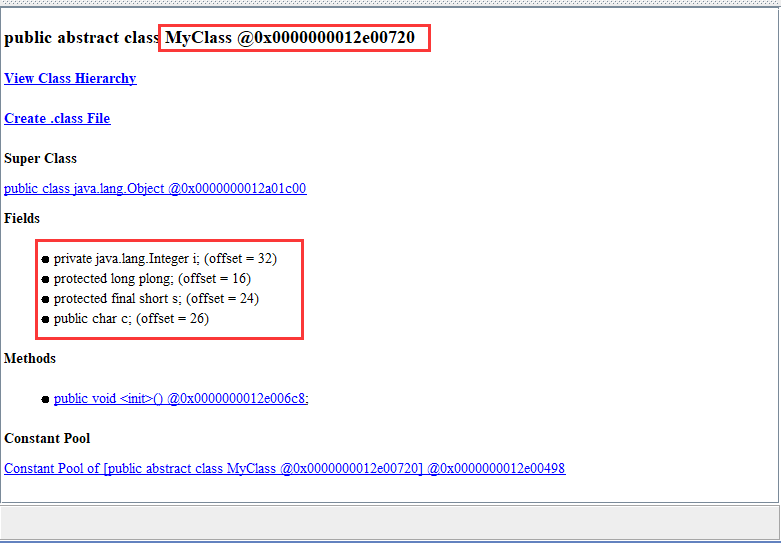 public abstract class MyClass @0x0000000012e00720
View Class Hierarchy
Create .class File
Super Class
public class java.lang.Object @0x0000000012a01c00
Fields
private java.lang.Integer i; (offset = 32)
protected long plong; (offset = 16)
protected final short s; (offset = 24)
public char c; (offset = 26)
Methods
public void <init>() @0x0000000012e006c8;
Constant Pool
Constant Pool of [public abstract class MyClass @0x0000000012e00720] @0x0000000012e00498